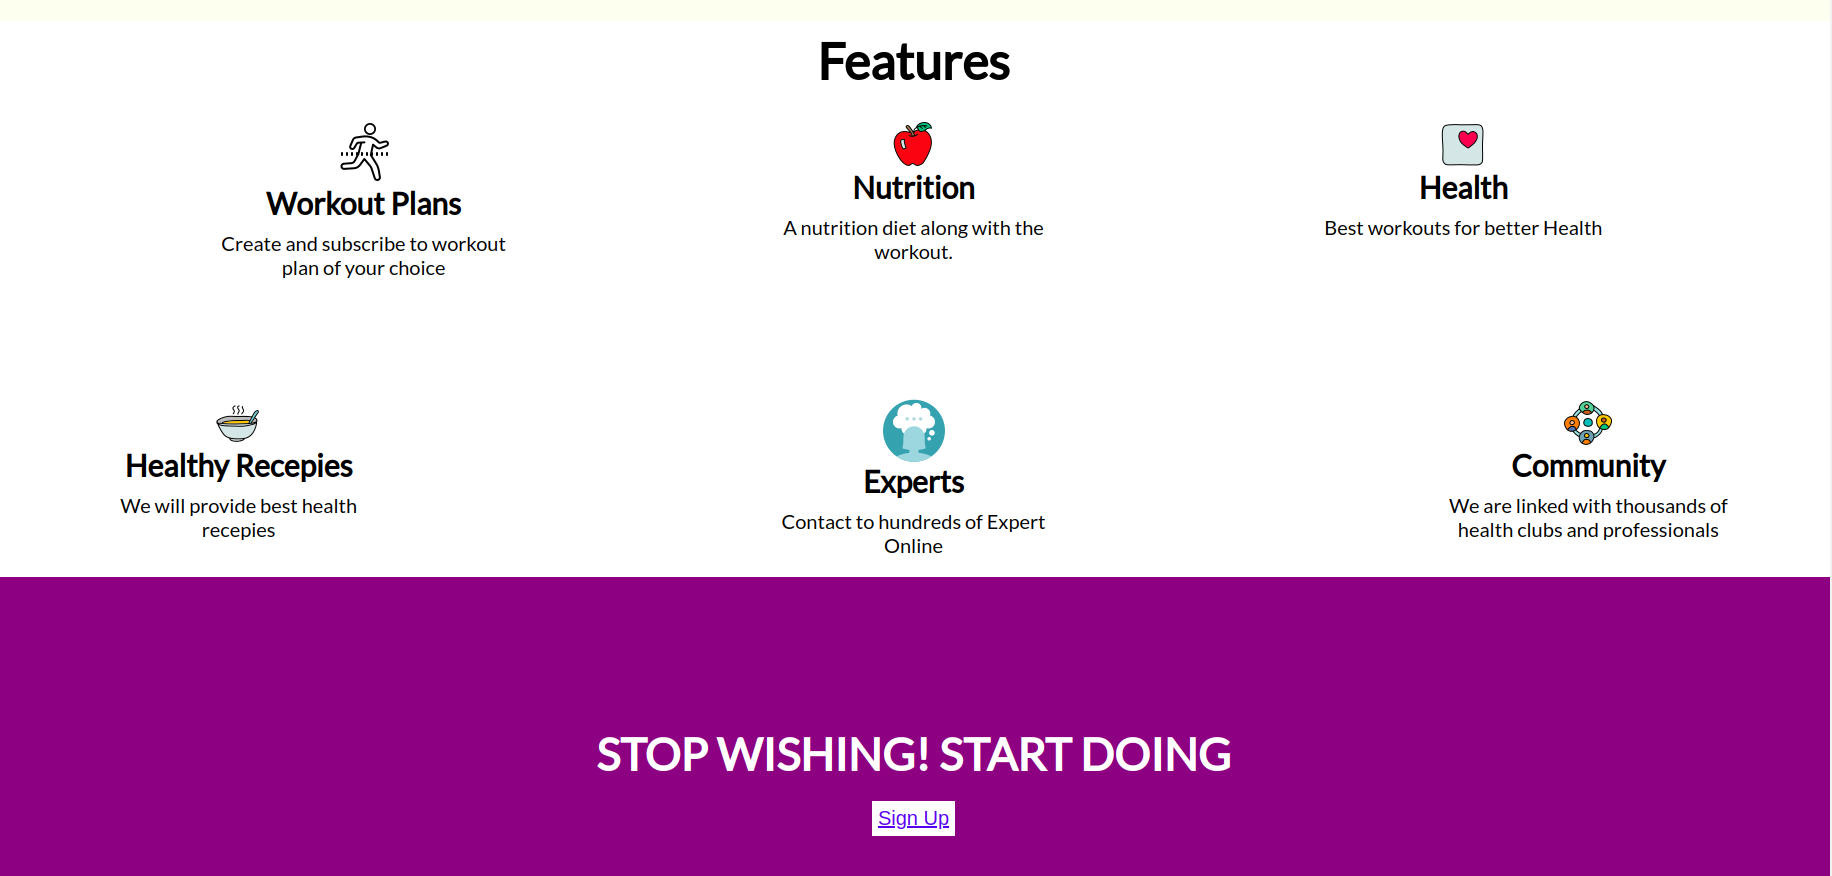 Features
Workout Plans
Create and subscribe to workout
plan of your choice
Nutrition
A nutrition diet along with the
workout.
Health
Best workouts for better Health
Healthy Recepies
We will provide best health
recepies
Experts
Contact to hundreds of Expert
Online
Community
We are linked with thousands of
health clubs and professionals
STOP WISHING! START DOING
Sign Up